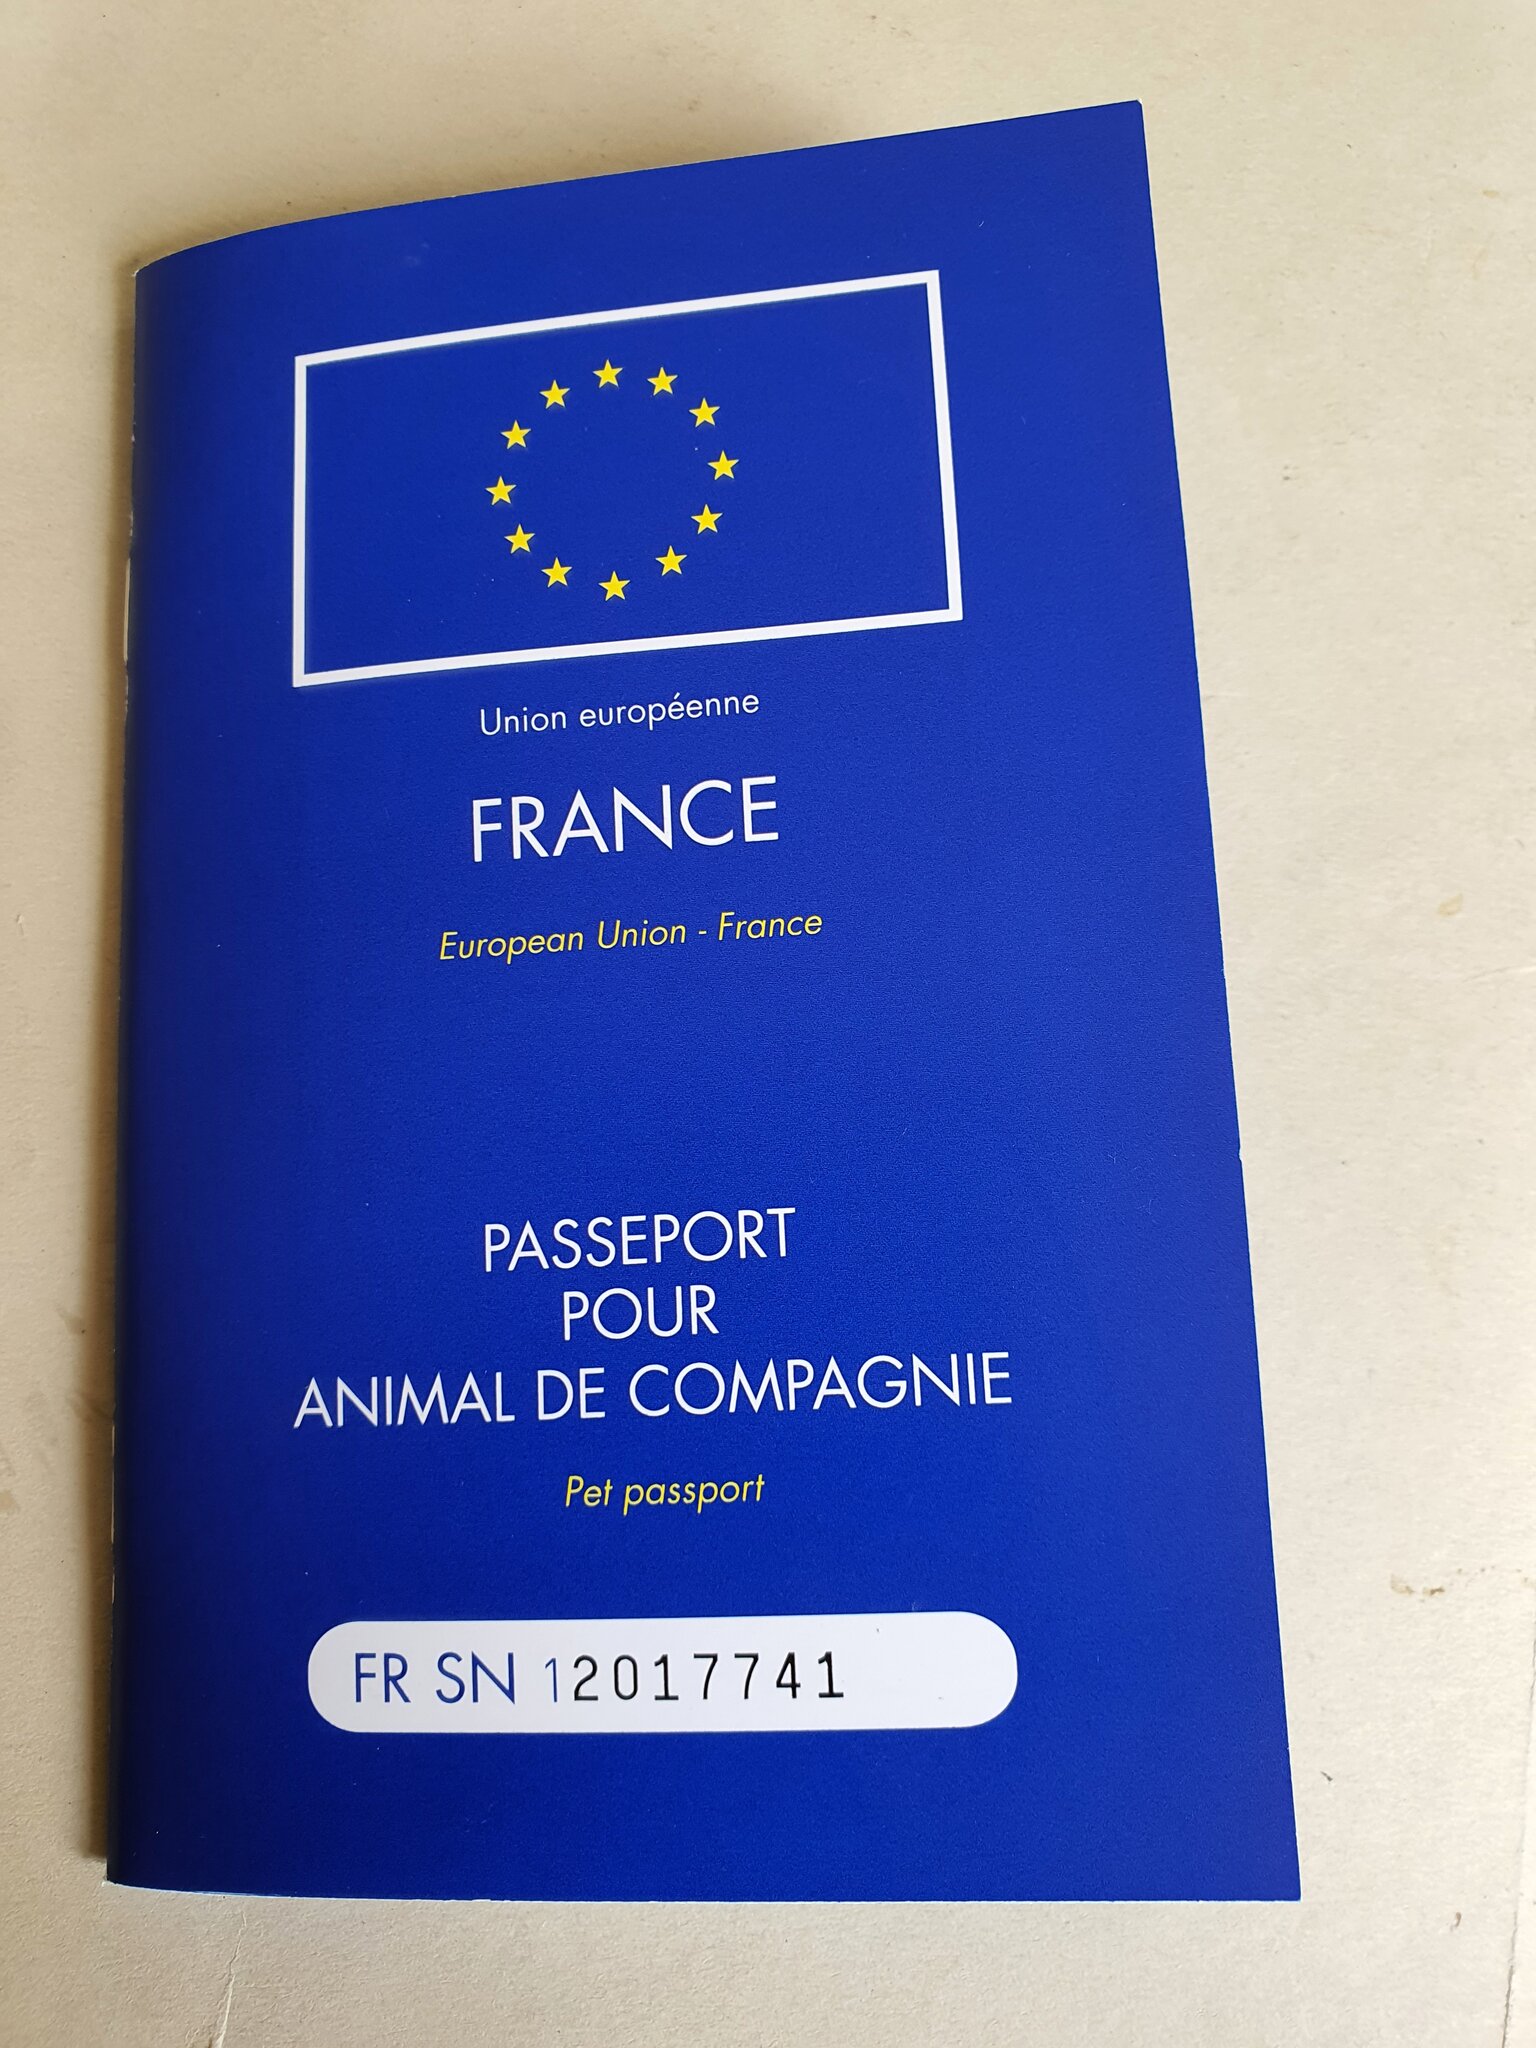 Union européenne
FRANCE
European Union - France
PASSEPORT
POUR
ANIMAL DE COMPAGNIE
Pet passport
FR SN 12017741